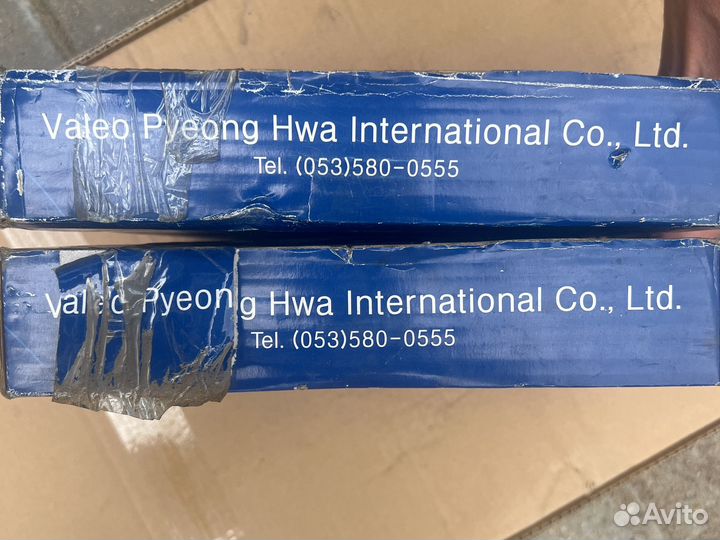 Valeo Pyeong Hwa International Co., Ltd.
Tel. (053)580-0555
Valeo Pyeong Hwa International Co., Ltd.
Tel. (053)580-0555
Avito